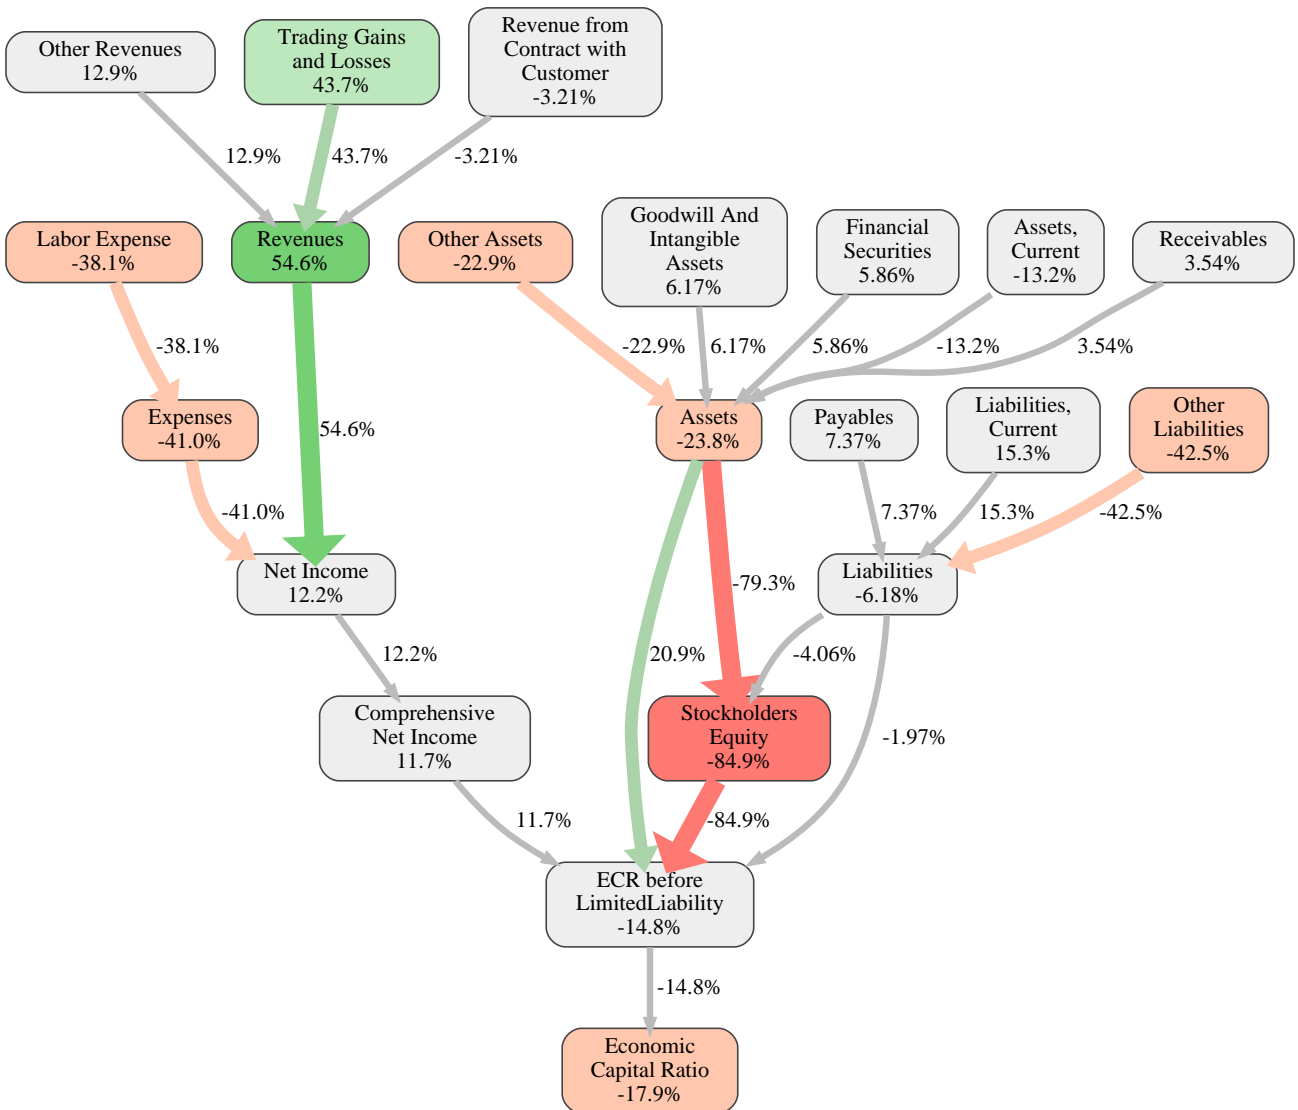 Other Revenues
12.9%
Trading Gains
and Losses
43.7%
Revenue from
Contract with
Customer
-3.21%
12.9%
43.7%
-3.21%
Labor Expense
-38.1%
Revenues
54.6%
Other Assets
-22.9%
Goodwill And
Intangible
Assets
6.17%
Financial
Securities
5.86%
Assets,
Current
-13.2%
Receivables
3.54%
-38.1%
-22.9%
6.17%
5.86%
-13.2%
3.54%
Expenses
-41.0%
54.6%
Assets
-23.8%
Payables
7.37%
Liabilities,
Current
15.3%
Other
Liabilities
-42.5%
-41.0%
7.37%
15.3%
-42.5%
Net Income
12.2%
-79.3%
Liabilities
-6.18%
12.2%
20.9%
-4.06%
Comprehensive
Net Income
11.7%
Stockholders
Equity
-84.9%
-1.97%
11.7%
-84.9%
ECR before
LimitedLiability
-14.8%
-14.8%
Economic
Capital Ratio
-17.9%